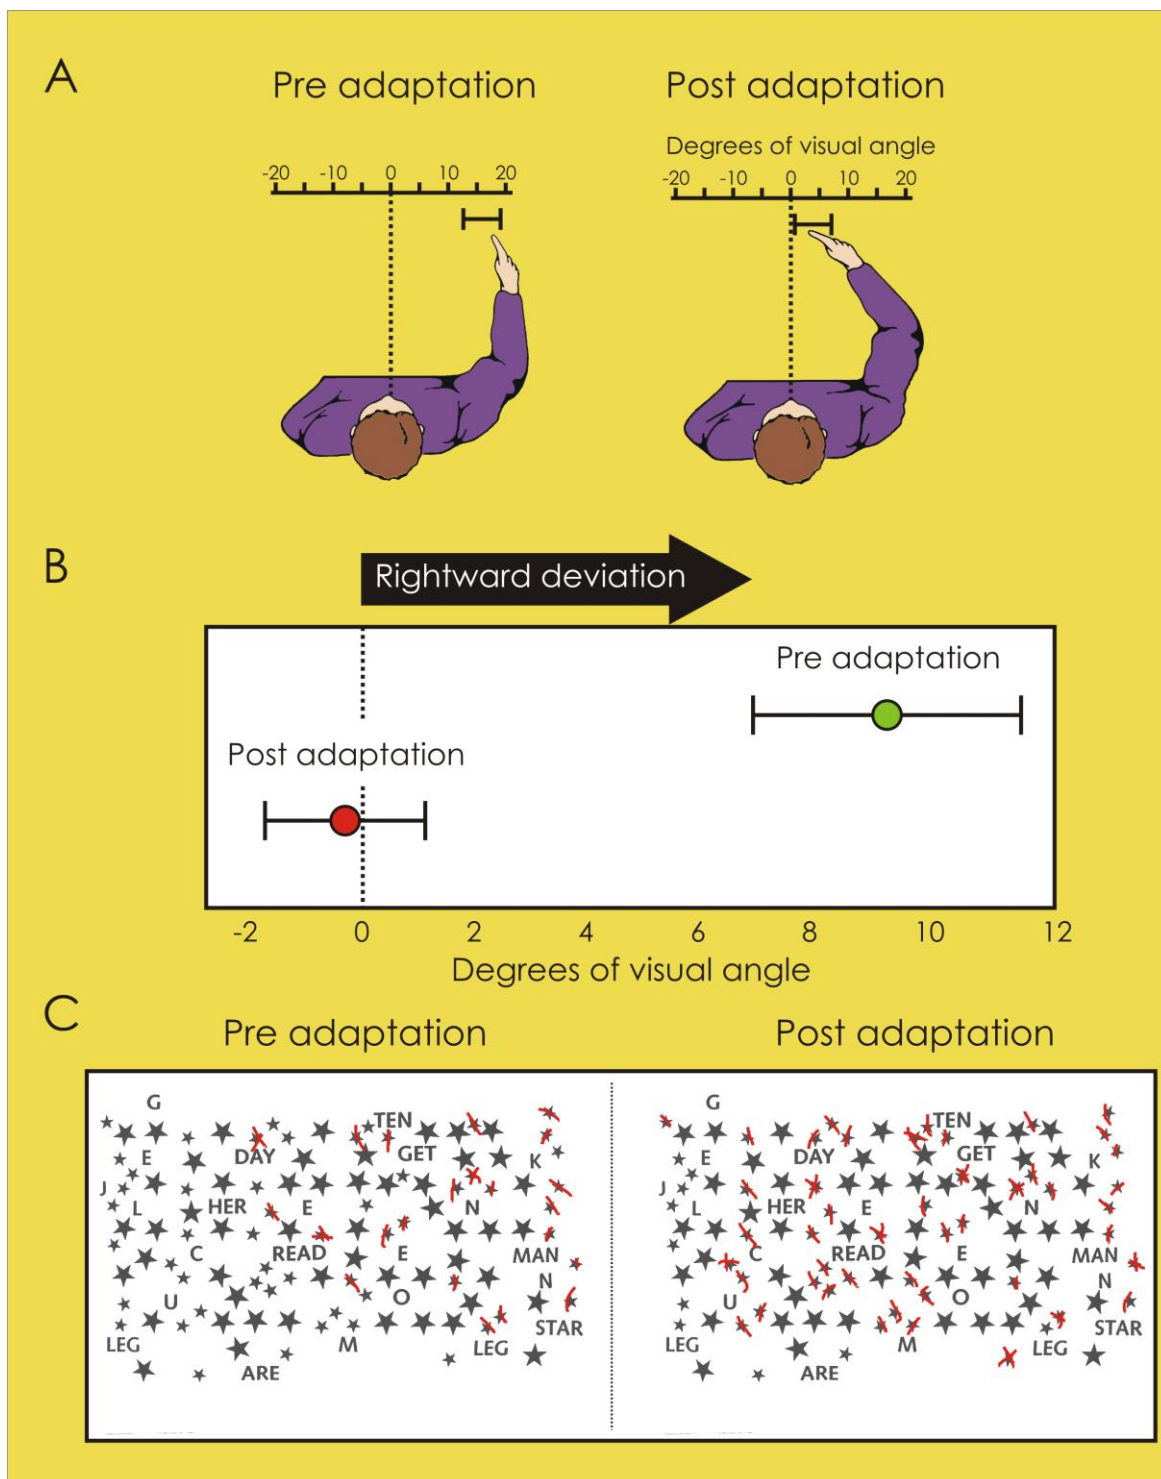 A
Pre adaptation
Post adaptation
Degrees of visual angle
-20 -10 0 10 20
-20 -10 0 10 20
B
Rightward deviation
Pre adaptation
Post adaptation
-2 0 2 4 6 8 10 12
Degrees of visual angle
C
Pre adaptation
Post adaptation
G
TEN
E DAY GET K
J
L HER E N
C READ E MAN
N
U O
LEG STAR
M LEG
ARE
G
TEN
E DAY GET K
J
L HER E N
C READ E MAN
N
U O
LEG STAR
M LEG
ARE